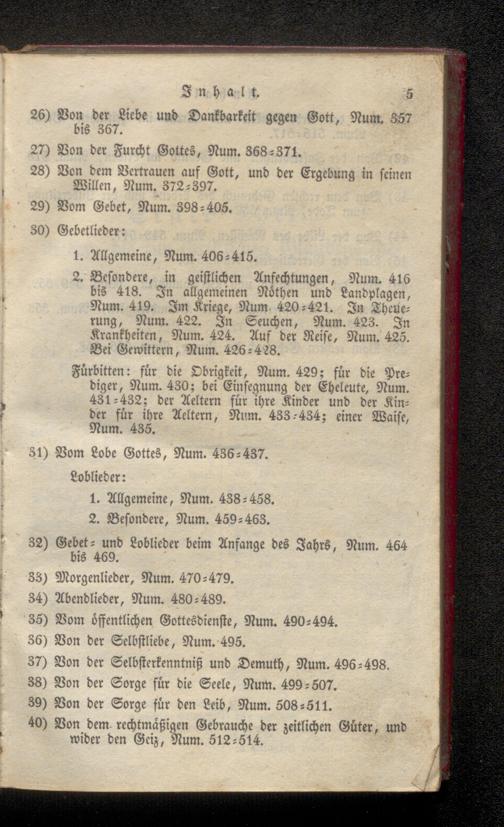 Inhalt. 5
26) Von der Liebe und Dankbarkeit gegen Gott, Num. 357
bis 367.
27) Von der Furcht Gottes, Num. 368=371.
28) Von dem Vertrauen auf Gott, und der Ergebung in seinen
Willen, Num. 372=397.
29) Vom Gebet, Num. 398=405.
30) Gebetlieder:
1. Allgemeine, Num. 406=415.
2. Besondere, in geistlichen Anfechtungen, Num. 416
bis 418. In allgemeinen Nöthen und Landplagen,
Num. 419. Im Kriege, Num. 420=421. In Theue=
rung, Num. 422. In Seuchen, Num. 423. In
Krankheiten, Num. 424. Auf der Reise, Num. 425.
Bei Gewittern, Num. 426=428.
Fürbitten: für die Obrigkeit, Num. 429; für die Pre=
diger, Num. 430; bei Einsegnung der Eheleute, Num.
431=432; der Aeltern für ihre Kinder und der Kin=
der für ihre Aeltern, Num. 433=434; einer Waise,
Num. 435.
31) Vom Lobe Gottes, Num. 436=437.
Loblieder:
1. Allgemeine, Num. 438=458.
2. Besondere, Num. 459=463.
32) Gebet= und Loblieder beim Anfange des Jahrs, Num. 464
bis 469.
33) Morgenlieder, Num. 470=479.
34) Abendlieder, Num. 480=489.
35) Vom öffentlichen Gottesdienste, Num. 490=494.
36) Von der Selbstliebe, Num. 495.
37) Von der Selbsterkenntniß und Demuth, Num. 496=498.
38) Von der Sorge für die Seele, Num. 499=507.
39) Von der Sorge für den Leib, Num. 508=511.
40) Von dem rechtmäßigen Gebrauche der zeitlichen Güter, und
wider den Geiz, Num. 512=514.